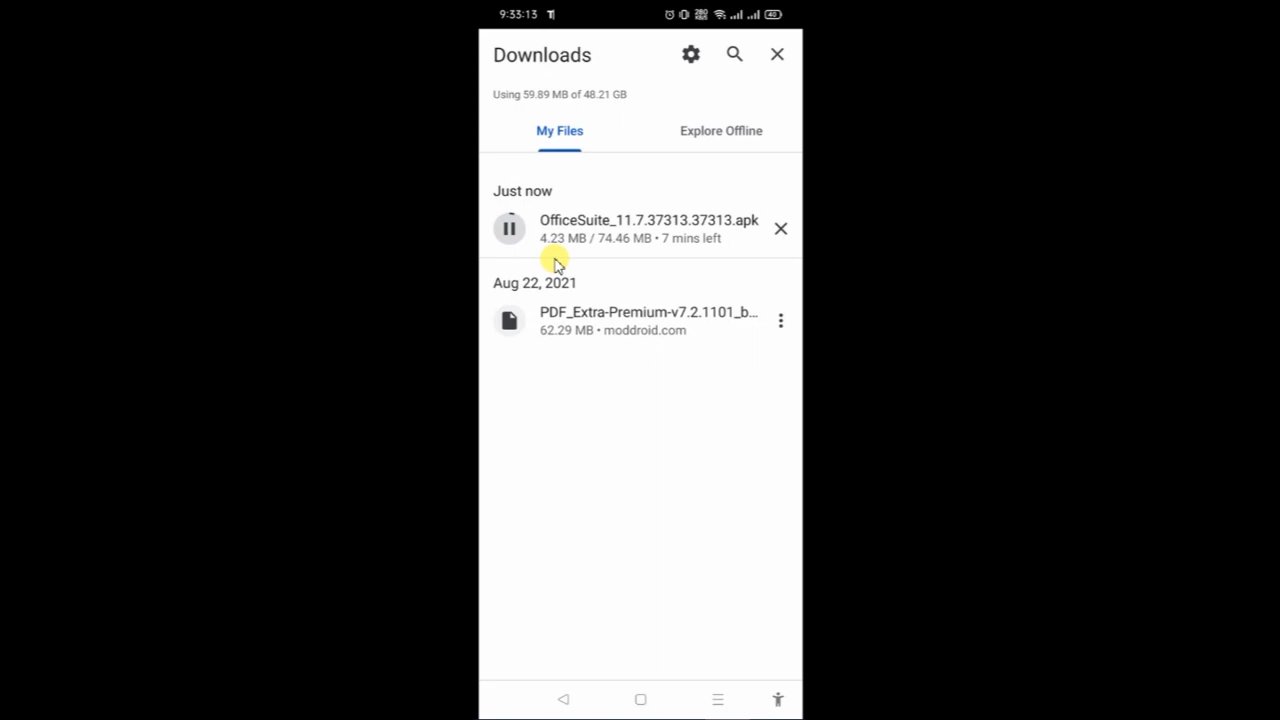 9:33:13
Downloads
Using 59.89 MB of 48.21 GB
My Files
Explore Offline
Just now
OfficeSuite_11.7.37313.37313.apk
4.23 MB / 74.46 MB • 7 mins left
Aug 22, 2021
PDF_Extra-Premium-v7.2.1101_b...
62.29 MB • moddroid.com